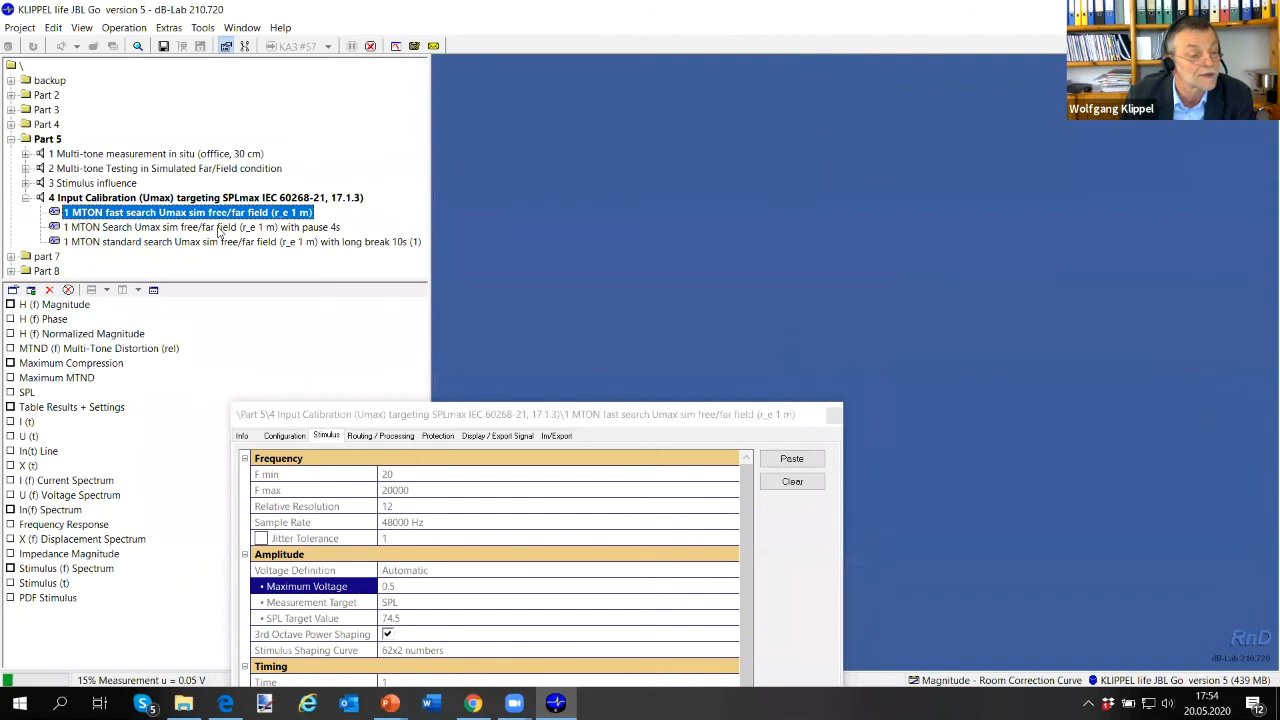 KLIPPEL life JBL Go version 5 - dB-Lab 210.720
Project Edit View Operation Extras Tools Window Help
KA3 #57
\
backup
Part 2
Part 3
Part 4
Part 5
1 Multi-tone measurement in situ (offfice, 30 cm)
2 Multi-tone Testing in Simulated Far/Field condition
3 Stimulus influence
4 Input Calibration (Umax) targeting SPLmax IEC 60268-21, 17.1.3)
1 MTON fast search Umax sim free/far field (r_e 1 m)
1 MTON Search Umax sim free/far field (r_e 1 m) with pause 4s
1 MTON standard search Umax sim free/far field (r_e 1 m) with long break 10s (1)
part 7
Part 8
H (f) Magnitude
H (f) Phase
H (f) Normalized Magnitude
MTND (f) Multi-Tone Distortion (rel)
Maximum Compression
Maximum MTND
SPL
Table Results + Settings
I (t)
U (t)
In(t) Line
X (t)
I (f) Current Spectrum
U (f) Voltage Spectrum
In(f) Spectrum
Frequency Response
X (f) Displacement Spectrum
Impedance Magnitude
Stimulus (f) Spectrum
Stimulus (t)
PDF Stimulus
\Part 5\4 Input Calibration (Umax) targeting SPLmax IEC 60268-21, 17.1.3)\1 MTON fast search Umax sim free/far field (r_e 1 m)
Info Configuration Stimulus Routing / Processing Protection Display / Export Signal Im/Export
Frequency
F min 20
F max 20000
Relative Resolution 12
Sample Rate 48000 Hz
Jitter Tolerance 1
Amplitude
Voltage Definition Automatic
• Maximum Voltage 0.5
• Measurement Target SPL
• SPL Target Value 74.5
3rd Octave Power Shaping
Stimulus Shaping Curve 62x2 numbers
Timing
Time 1
Paste
Clear
Wolfgang Klippel
RnD
dB-Lab 210.720
15% Measurement u = 0.05 V
Magnitude - Room Correction Curve KLIPPEL life JBL Go version 5 (439 MB)
17:54
20.05.2020
5
12